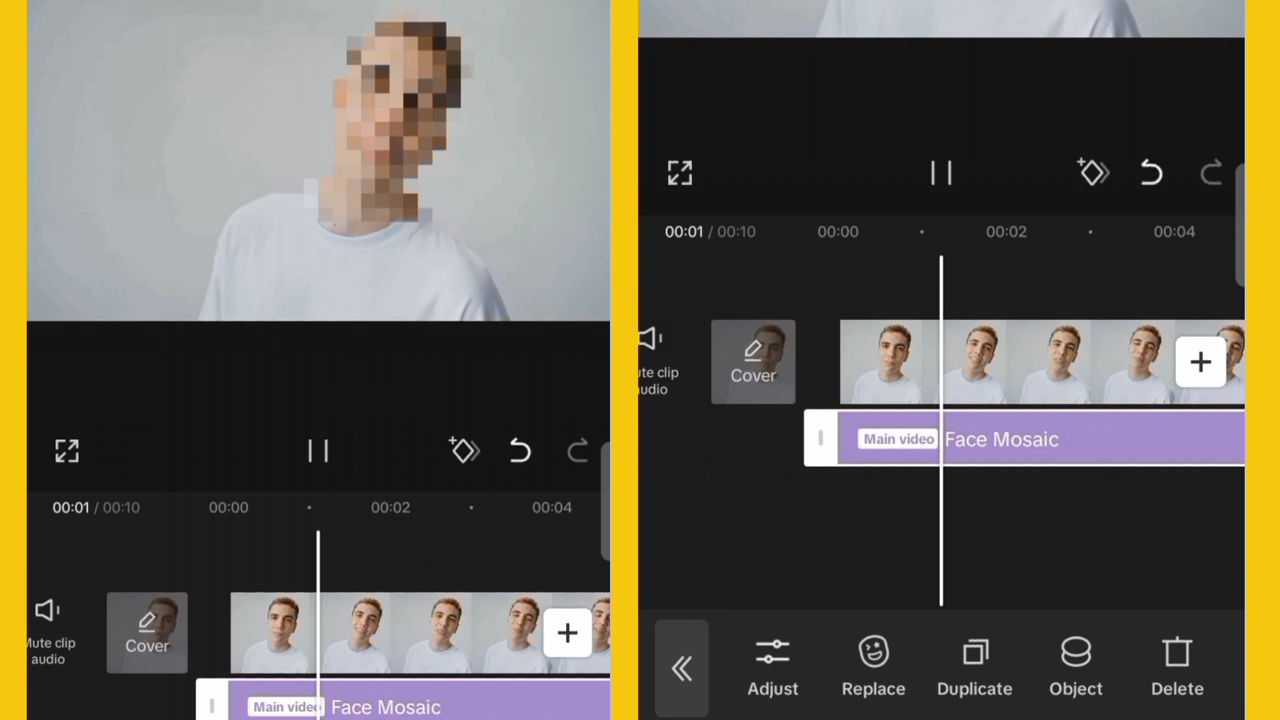 00:01 / 00:10
00:00
00:02
00:04
Mute clip
audio
Cover
Main video
Face Mosaic
00:01 / 00:10
00:00
00:02
00:04
ute clip
udio
Cover
Main video
Face Mosaic
Adjust
Replace
Duplicate
Object
Delete